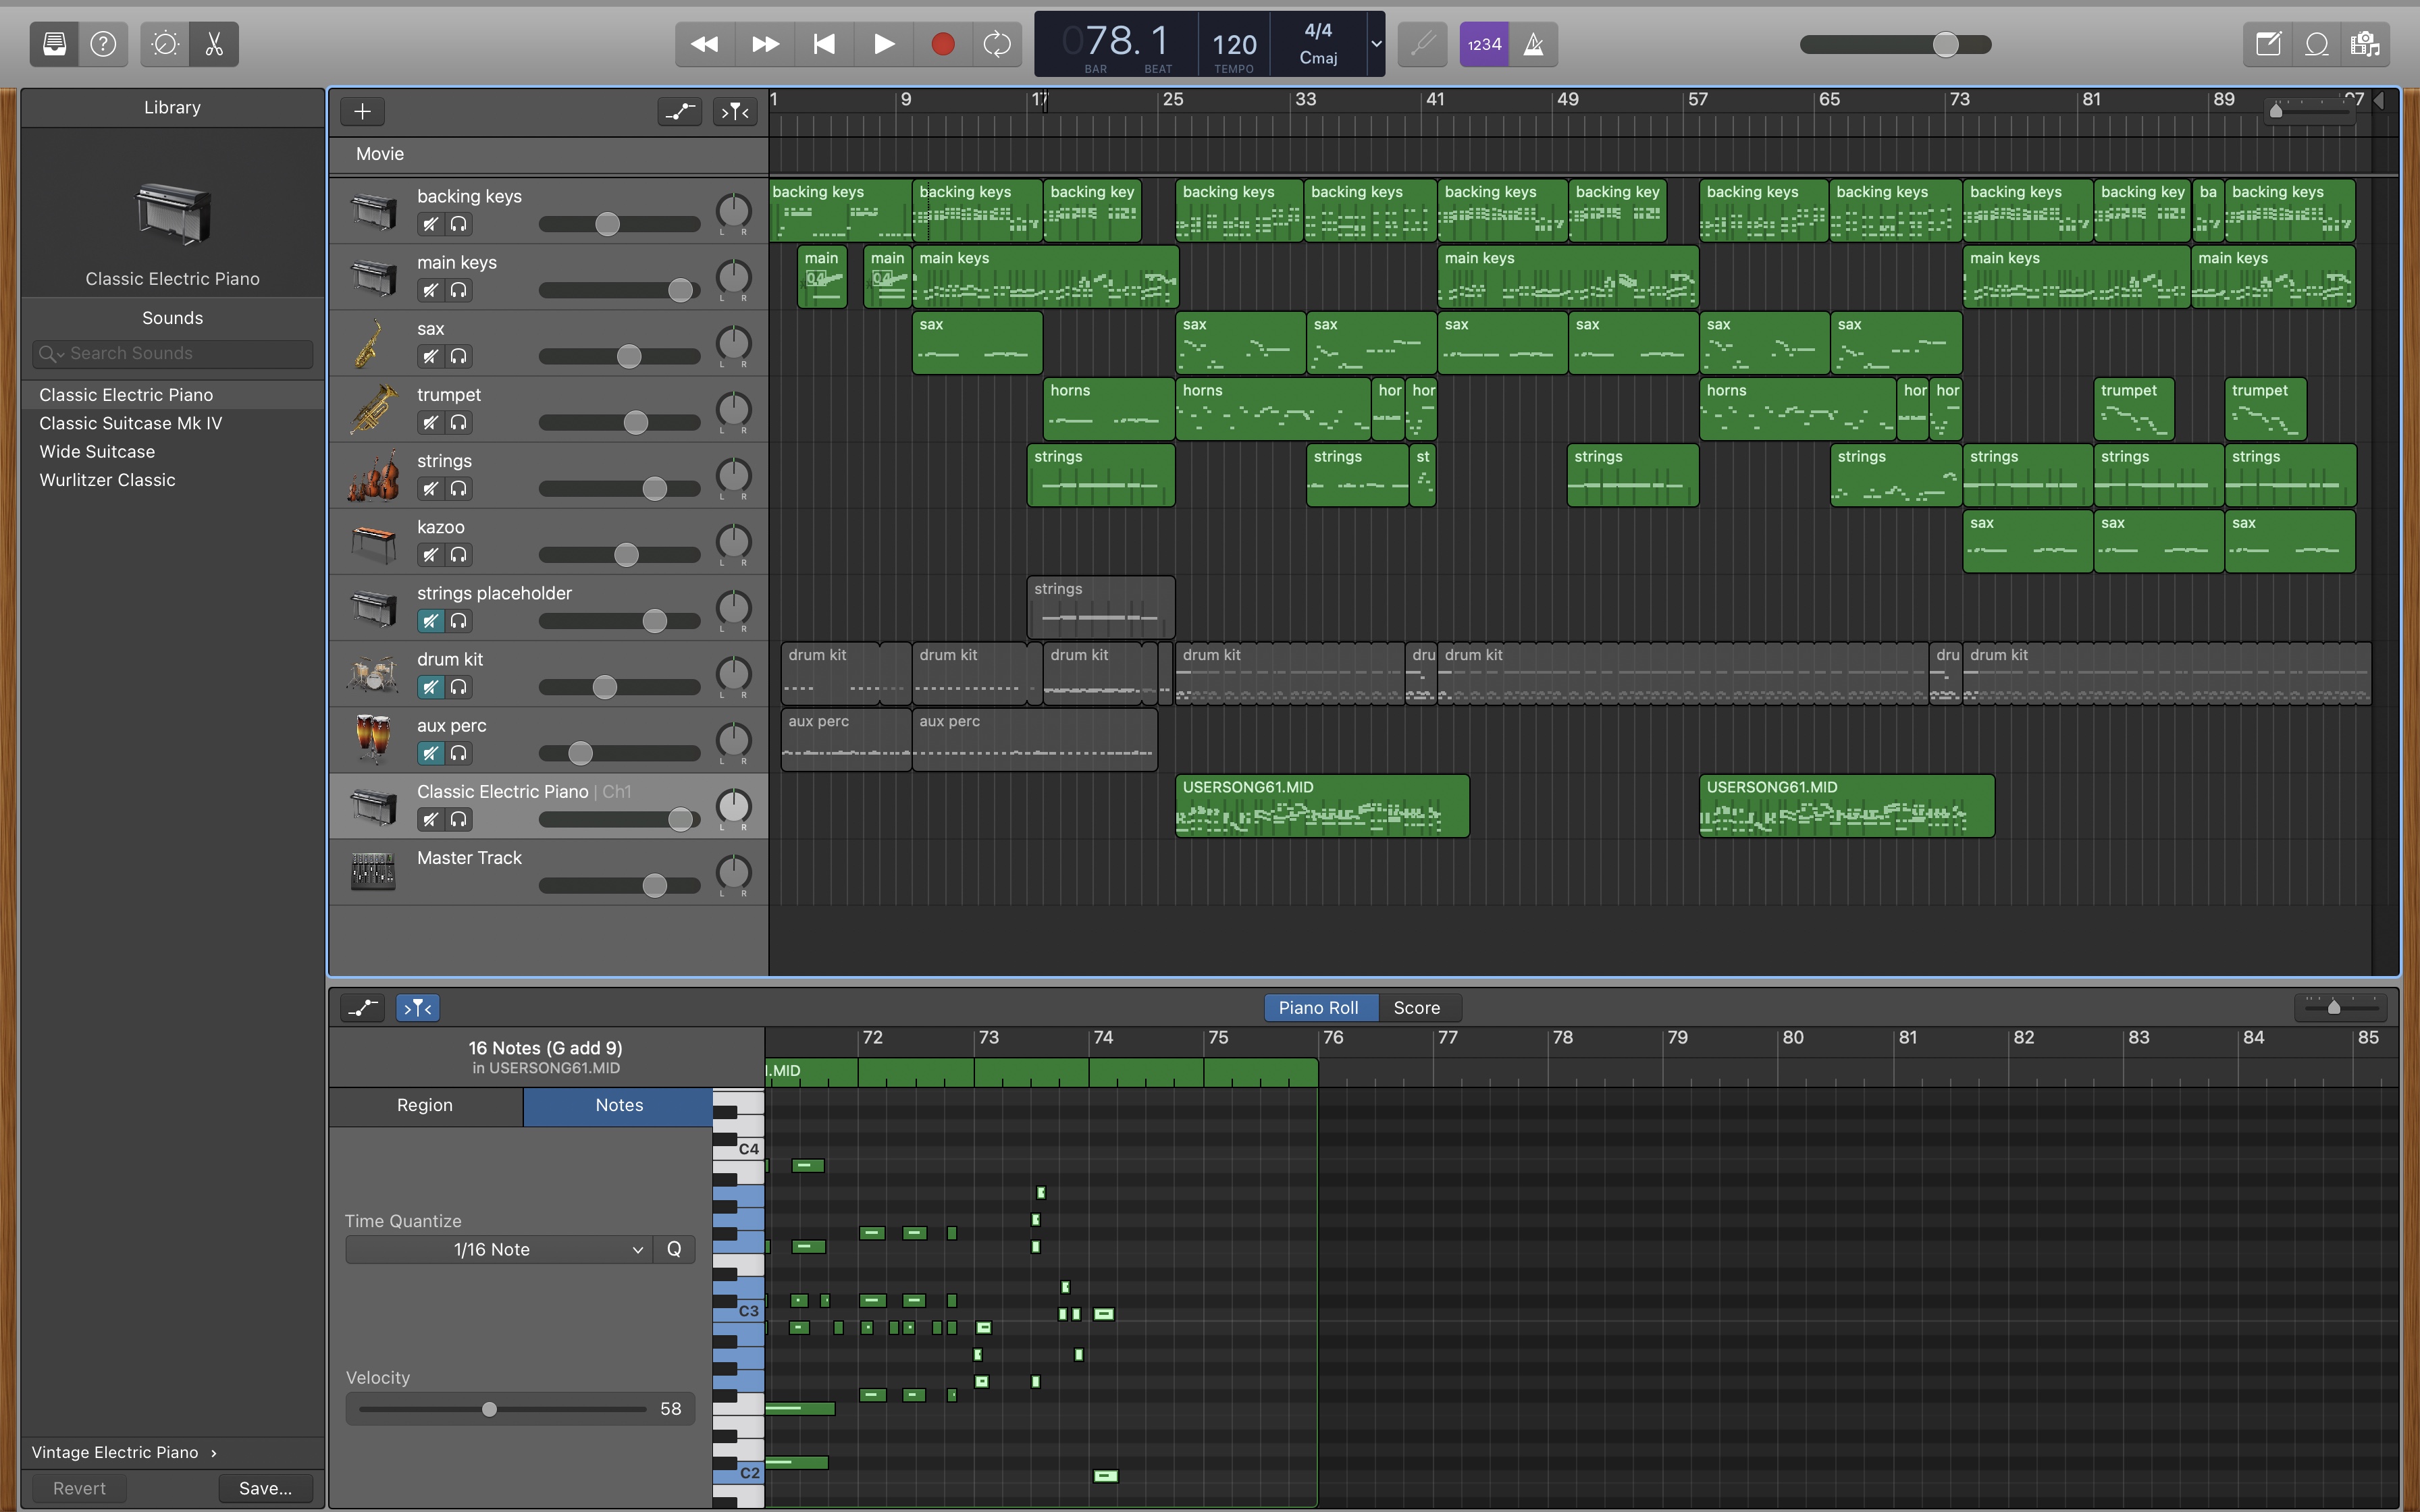 078. 1
BAR
BEAT
120
TEMPO
4/4
Cmaj
1234
Library
Classic Electric Piano
Sounds
Search Sounds
Classic Electric Piano
Classic Suitcase Mk IV
Wide Suitcase
Wurlitzer Classic
Vintage Electric Piano
Revert
Save...
1 9 17 25 33 41 49 57 65 73 81 89 97
Movie
backing keys
L R
backing keys backing keys backing key backing keys backing keys backing keys backing key backing keys backing keys backing keys backing key ba backing keys
main keys
L R
main main main keys main keys main keys main keys
sax
L R
sax sax sax sax sax sax sax
trumpet
L R
horns horns hor hor horns hor hor trumpet trumpet
strings
L R
strings strings st strings strings strings strings strings
kazoo
L R
sax sax sax
strings placeholder
L R
strings
drum kit
L R
drum kit drum kit drum kit drum kit dru drum kit dru drum kit
aux perc
L R
aux perc aux perc
Classic Electric Piano | Ch1
L R
USERSONG61.MID USERSONG61.MID
Master Track
L R
Piano Roll Score
72 73 74 75 76 77 78 79 80 81 82 83 84 85
16 Notes (G add 9)
in USERSONG61.MID
.MID
Region Notes
Time Quantize
1/16 Note
Q
Velocity
58
C4
C3
C2